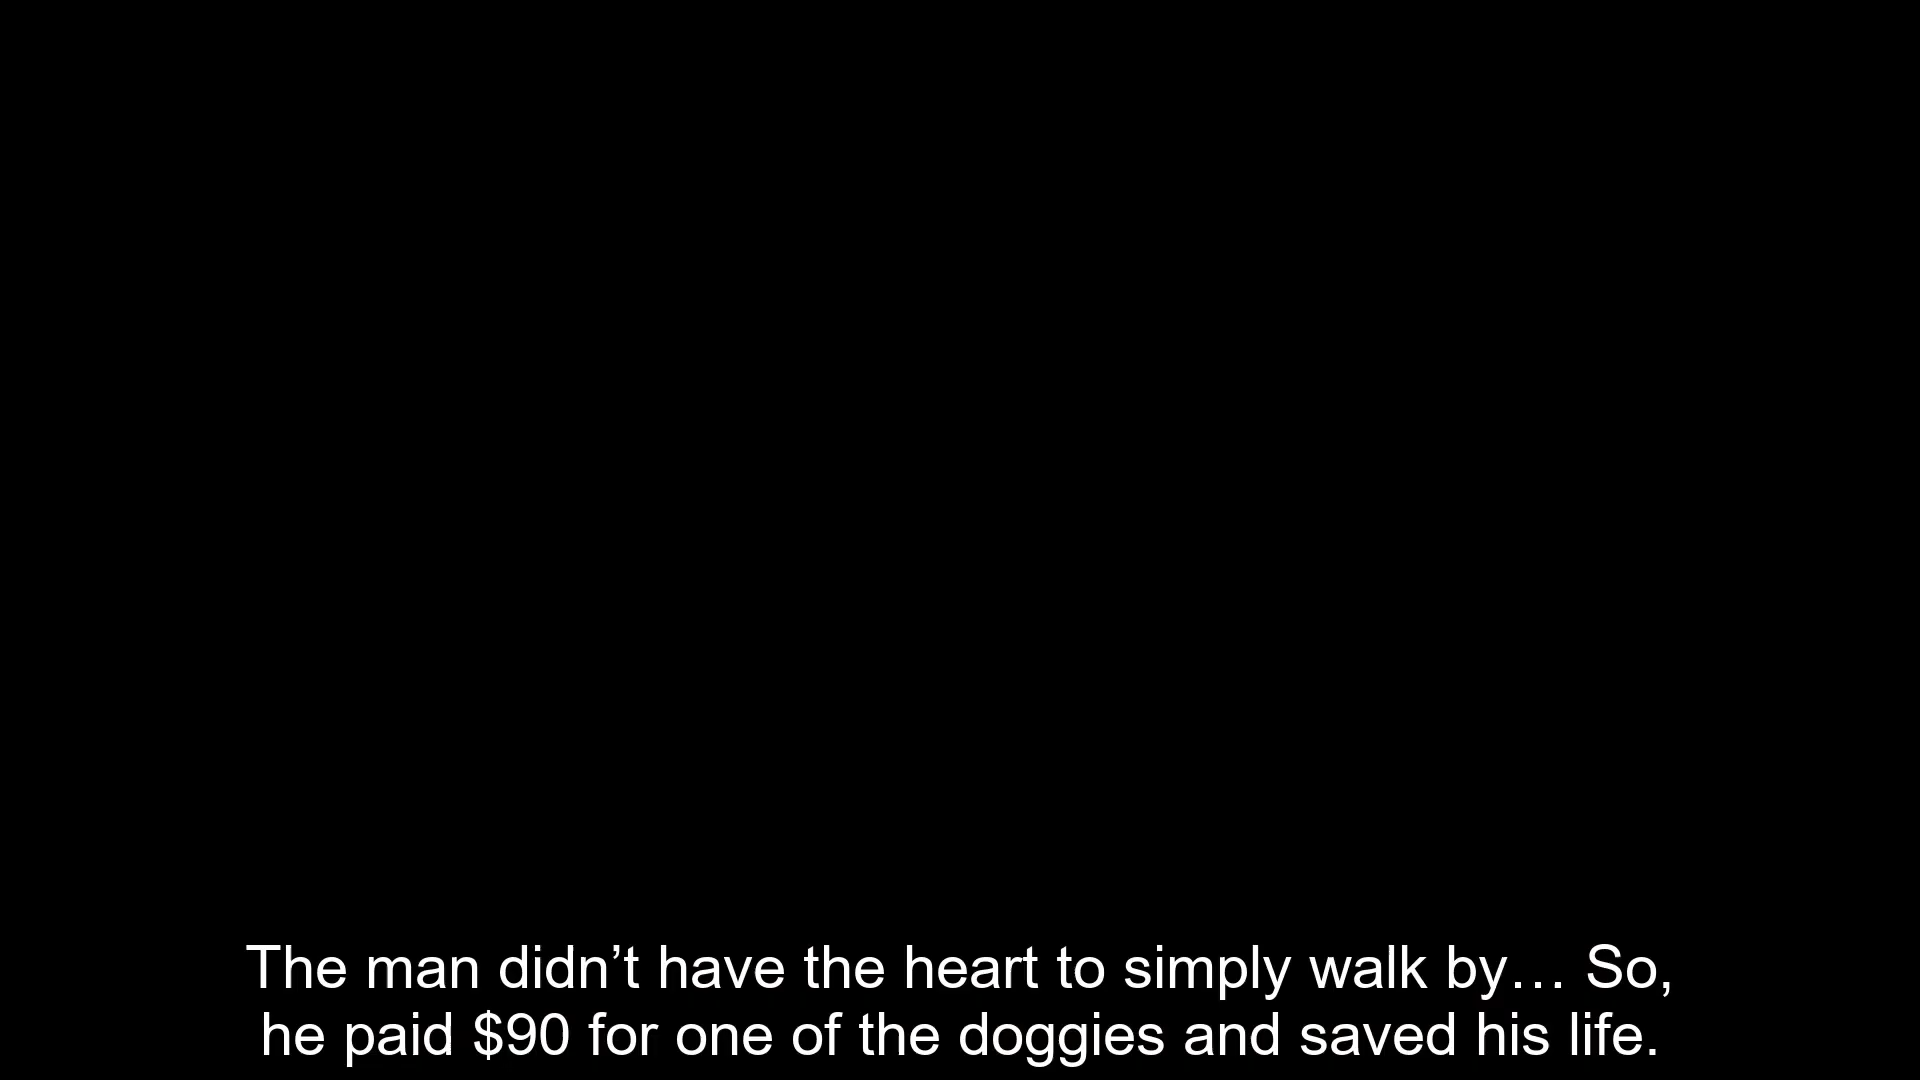 The man didn’t have the heart to simply walk by… So,
he paid $90 for one of the doggies and saved his life.